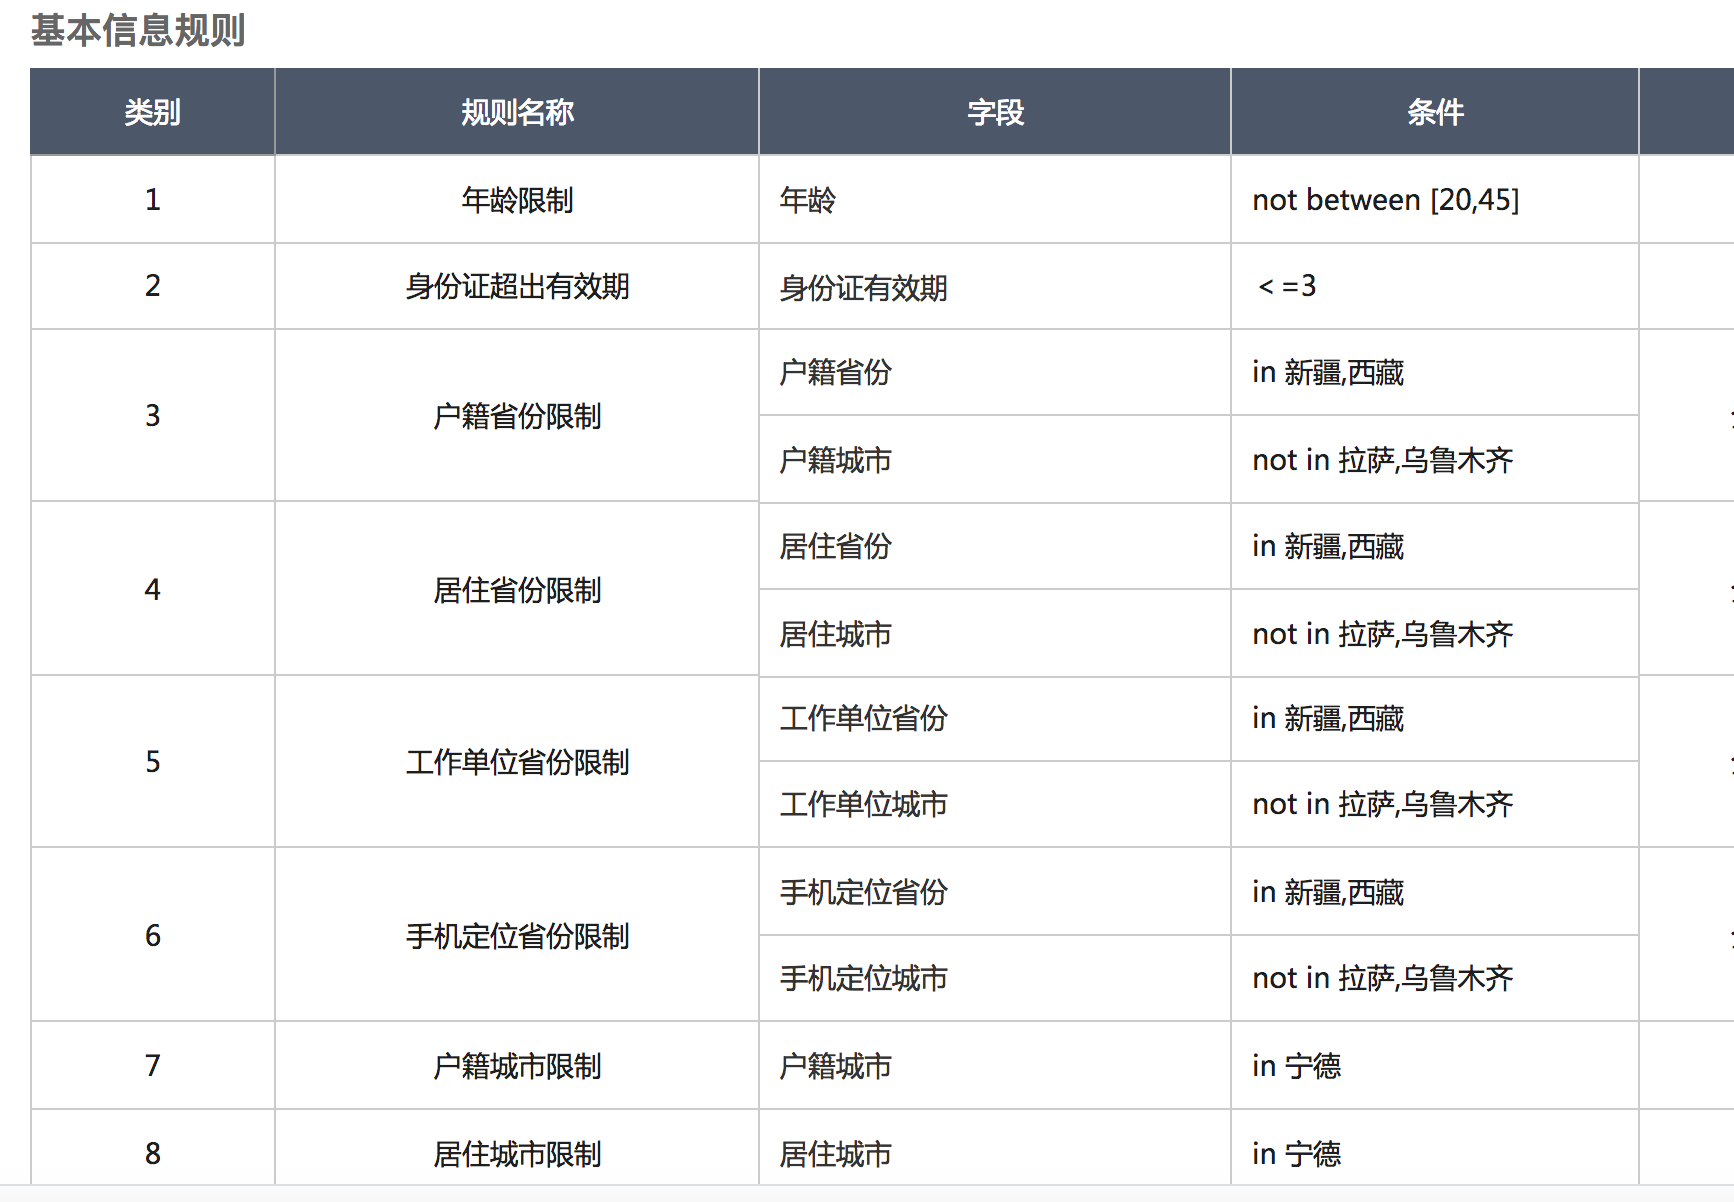 基本信息规则
类别 规则名称 字段 条件
1 年龄限制 年龄 not between [20,45]
2 身份证超出有效期 身份证有效期 < =3
户籍省份 in 新疆,西藏
3 户籍省份限制
户籍城市 not in 拉萨,乌鲁木齐
居住省份 in 新疆,西藏
4 居住省份限制
居住城市 not in 拉萨,乌鲁木齐
工作单位省份 in 新疆,西藏
5 工作单位省份限制
工作单位城市 not in 拉萨,乌鲁木齐
手机定位省份 in 新疆,西藏
6 手机定位省份限制
手机定位城市 not in 拉萨,乌鲁木齐
7 户籍城市限制 户籍城市 in 宁德
8 居住城市限制 居住城市 in 宁德